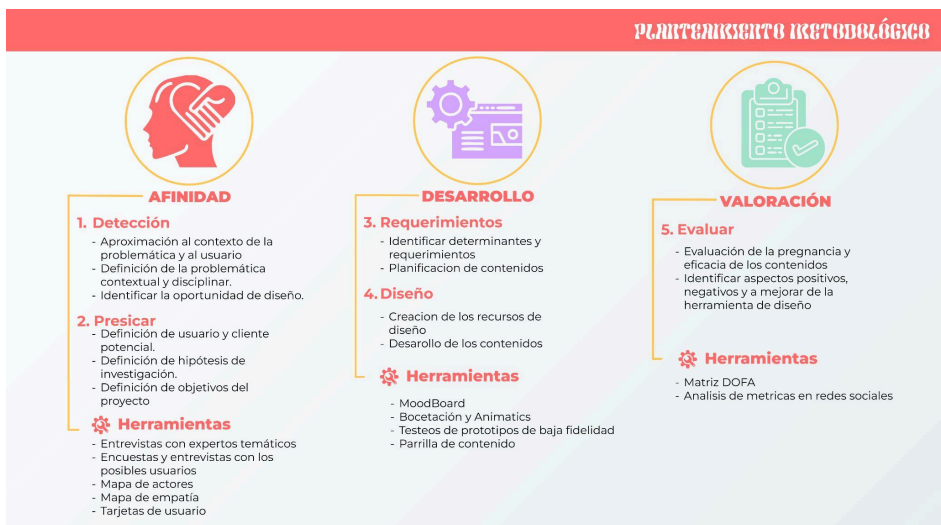 PLANTEAMIENTO METODOLÓGICO
AFINIDAD
1. Detección
- Aproximación al contexto de la
problemática y al usuario
- Definición de la problemática
contextual y disciplinar.
- Identificar la oportunidad de diseño.
2. Presicar
- Definición de usuario y cliente
potencial.
- Definición de hipótesis de
investigación.
- Definición de objetivos del
proyecto
Herramientas
- Entrevistas con expertos temáticos
- Encuestas y entrevistas con los
posibles usuarios
- Mapa de actores
- Mapa de empatía
- Tarjetas de usuario
DESARROLLO
3. Requerimientos
- Identificar determinantes y
requerimientos
- Planificacion de contenidos
4. Diseño
- Creacion de los recursos de
diseño
- Desarollo de los contenidos
Herramientas
- MoodBoard
- Bocetación y Animatics
- Testeos de prototipos de baja fidelidad
- Parrilla de contenido
VALORACIÓN
5. Evaluar
- Evaluación de la pregnancia y
eficacia de los contenidos
- Identificar aspectos positivos,
negativos y a mejorar de la
herramienta de diseño
Herramientas
- Matriz DOFA
- Analisis de metricas en redes sociales